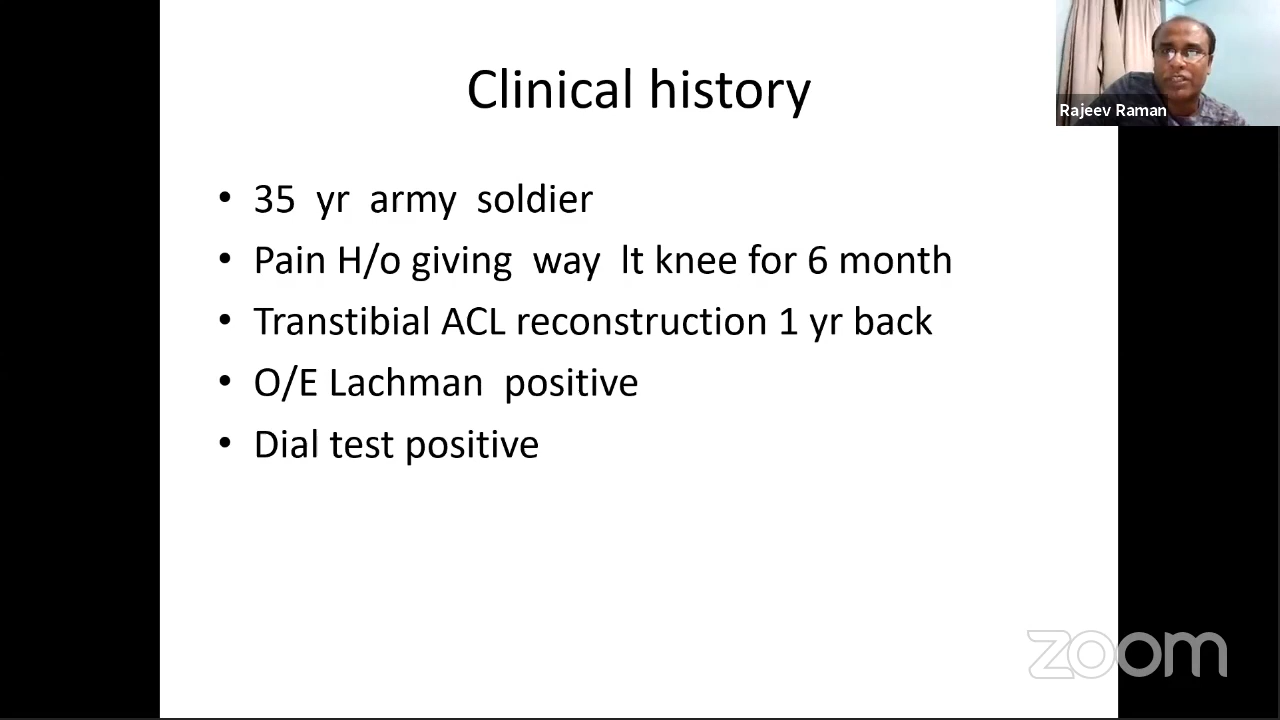 Clinical history
Rajeev Raman
• 35 yr army soldier
• Pain H/o giving way lt knee for 6 month
• Transtibial ACL reconstruction 1 yr back
• O/E Lachman positive
• Dial test positive
zoom